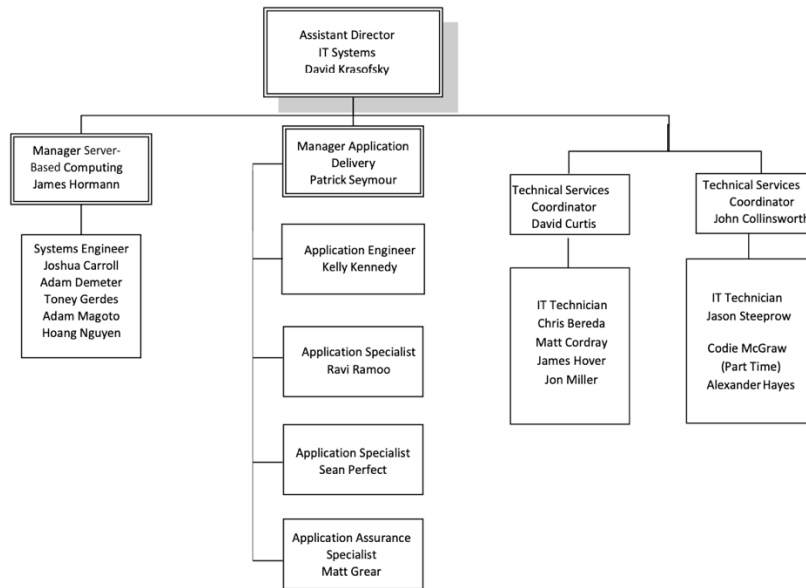 Assistant Director
IT Systems
David Krasofsky
Manager Server-
Based Computing
James Hormann
Systems Engineer
Joshua Carroll
Adam Demeter
Toney Gerdes
Adam Magoto
Hoang Nguyen
Manager Application
Delivery
Patrick Seymour
Application Engineer
Kelly Kennedy
Application Specialist
Ravi Ramoo
Application Specialist
Sean Perfect
Application Assurance
Specialist
Matt Grear
Technical Services
Coordinator
David Curtis
IT Technician
Chris Bereda
Matt Cordray
James Hover
Jon Miller
Technical Services
Coordinator
John Collinsworth
IT Technician
Jason Steeprow
Codie McGraw
(Part Time)
Alexander Hayes